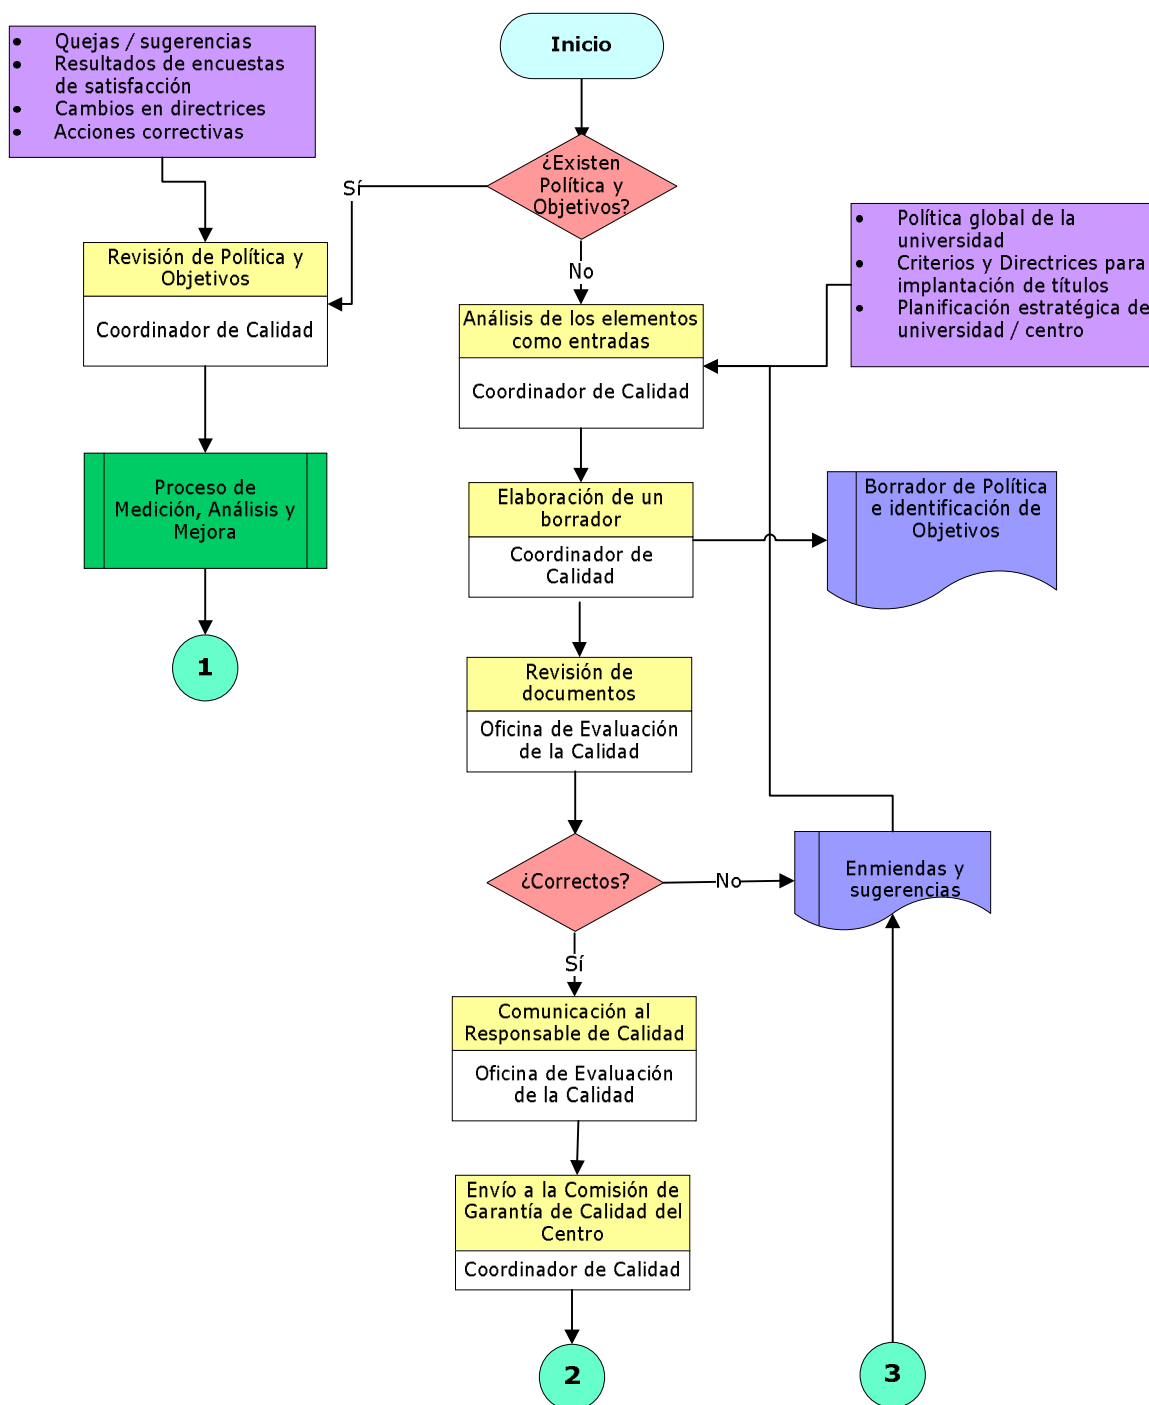 • Quejas / sugerencias
• Resultados de encuestas
de satisfacción
• Cambios en directrices
• Acciones correctivas
Inicio
¿Existen
Política y
Objetivos?
Sí
No
• Política global de la
universidad
• Criterios y Directrices para
implantación de títulos
• Planificación estratégica de
universidad / centro
Revisión de Política y
Objetivos
Coordinador de Calidad
Análisis de los elementos
como entradas
Coordinador de Calidad
Proceso de
Medición, Análisis y
Mejora
1
Elaboración de un
borrador
Coordinador de
Calidad
Borrador de Política
e identificación de
Objetivos
Revisión de
documentos
Oficina de Evaluación
de la Calidad
¿Correctos?
No
Enmiendas y
sugerencias
Sí
Comunicación al
Responsable de Calidad
Oficina de Evaluación
de la Calidad
Envío a la Comisión de
Garantía de Calidad del
Centro
Coordinador de Calidad
2
3